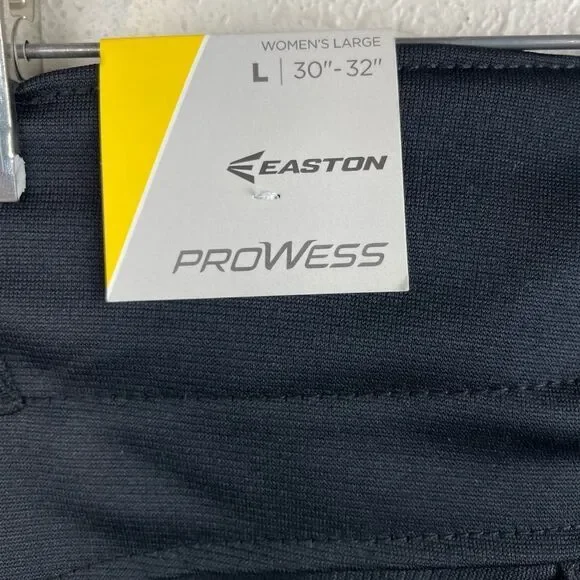 WOMEN'S LARGE
L | 30"-32"
EASTON
PROWESS